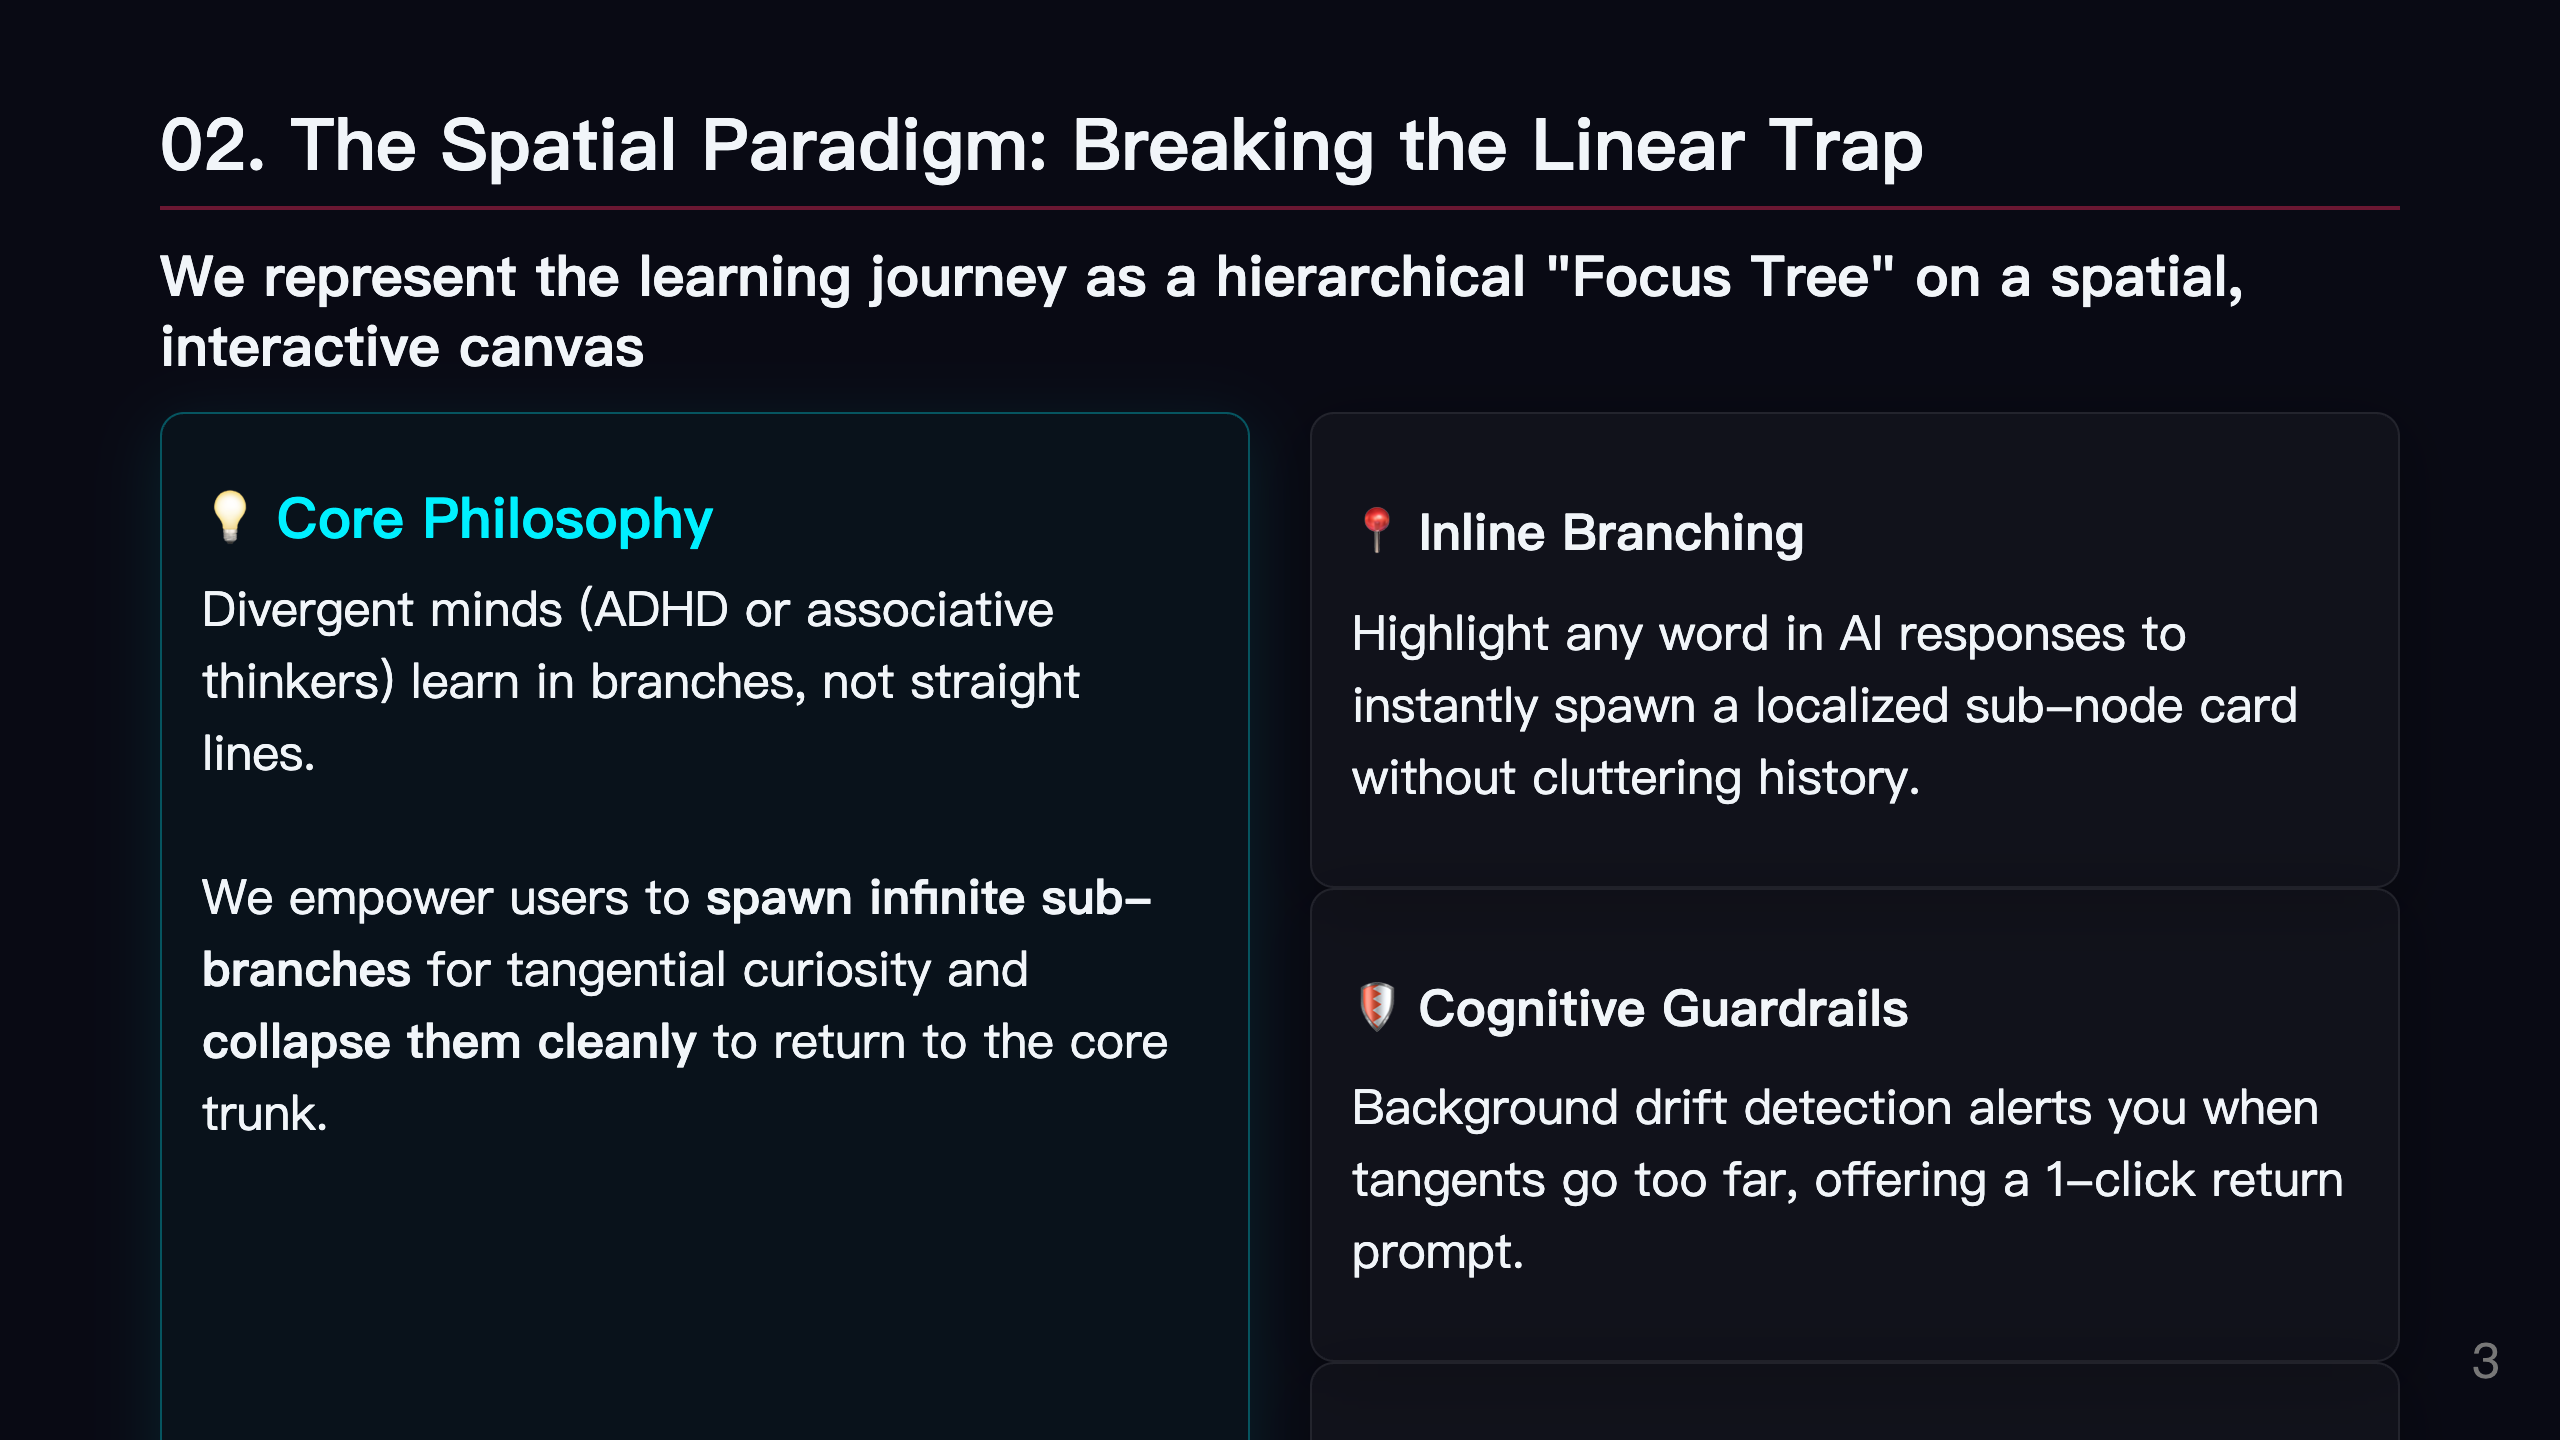 02. The Spatial Paradigm: Breaking the Linear Trap
We represent the learning journey as a hierarchical "Focus Tree" on a spatial,
interactive canvas
💡 Core Philosophy
Divergent minds (ADHD or associative
thinkers) learn in branches, not straight
lines.
We empower users to spawn infinite sub-
branches for tangential curiosity and
collapse them cleanly to return to the core
trunk.
📍 Inline Branching
Highlight any word in AI responses to
instantly spawn a localized sub-node card
without cluttering history.
🛡️ Cognitive Guardrails
Background drift detection alerts you when
tangents go too far, offering a 1-click return
prompt.
3